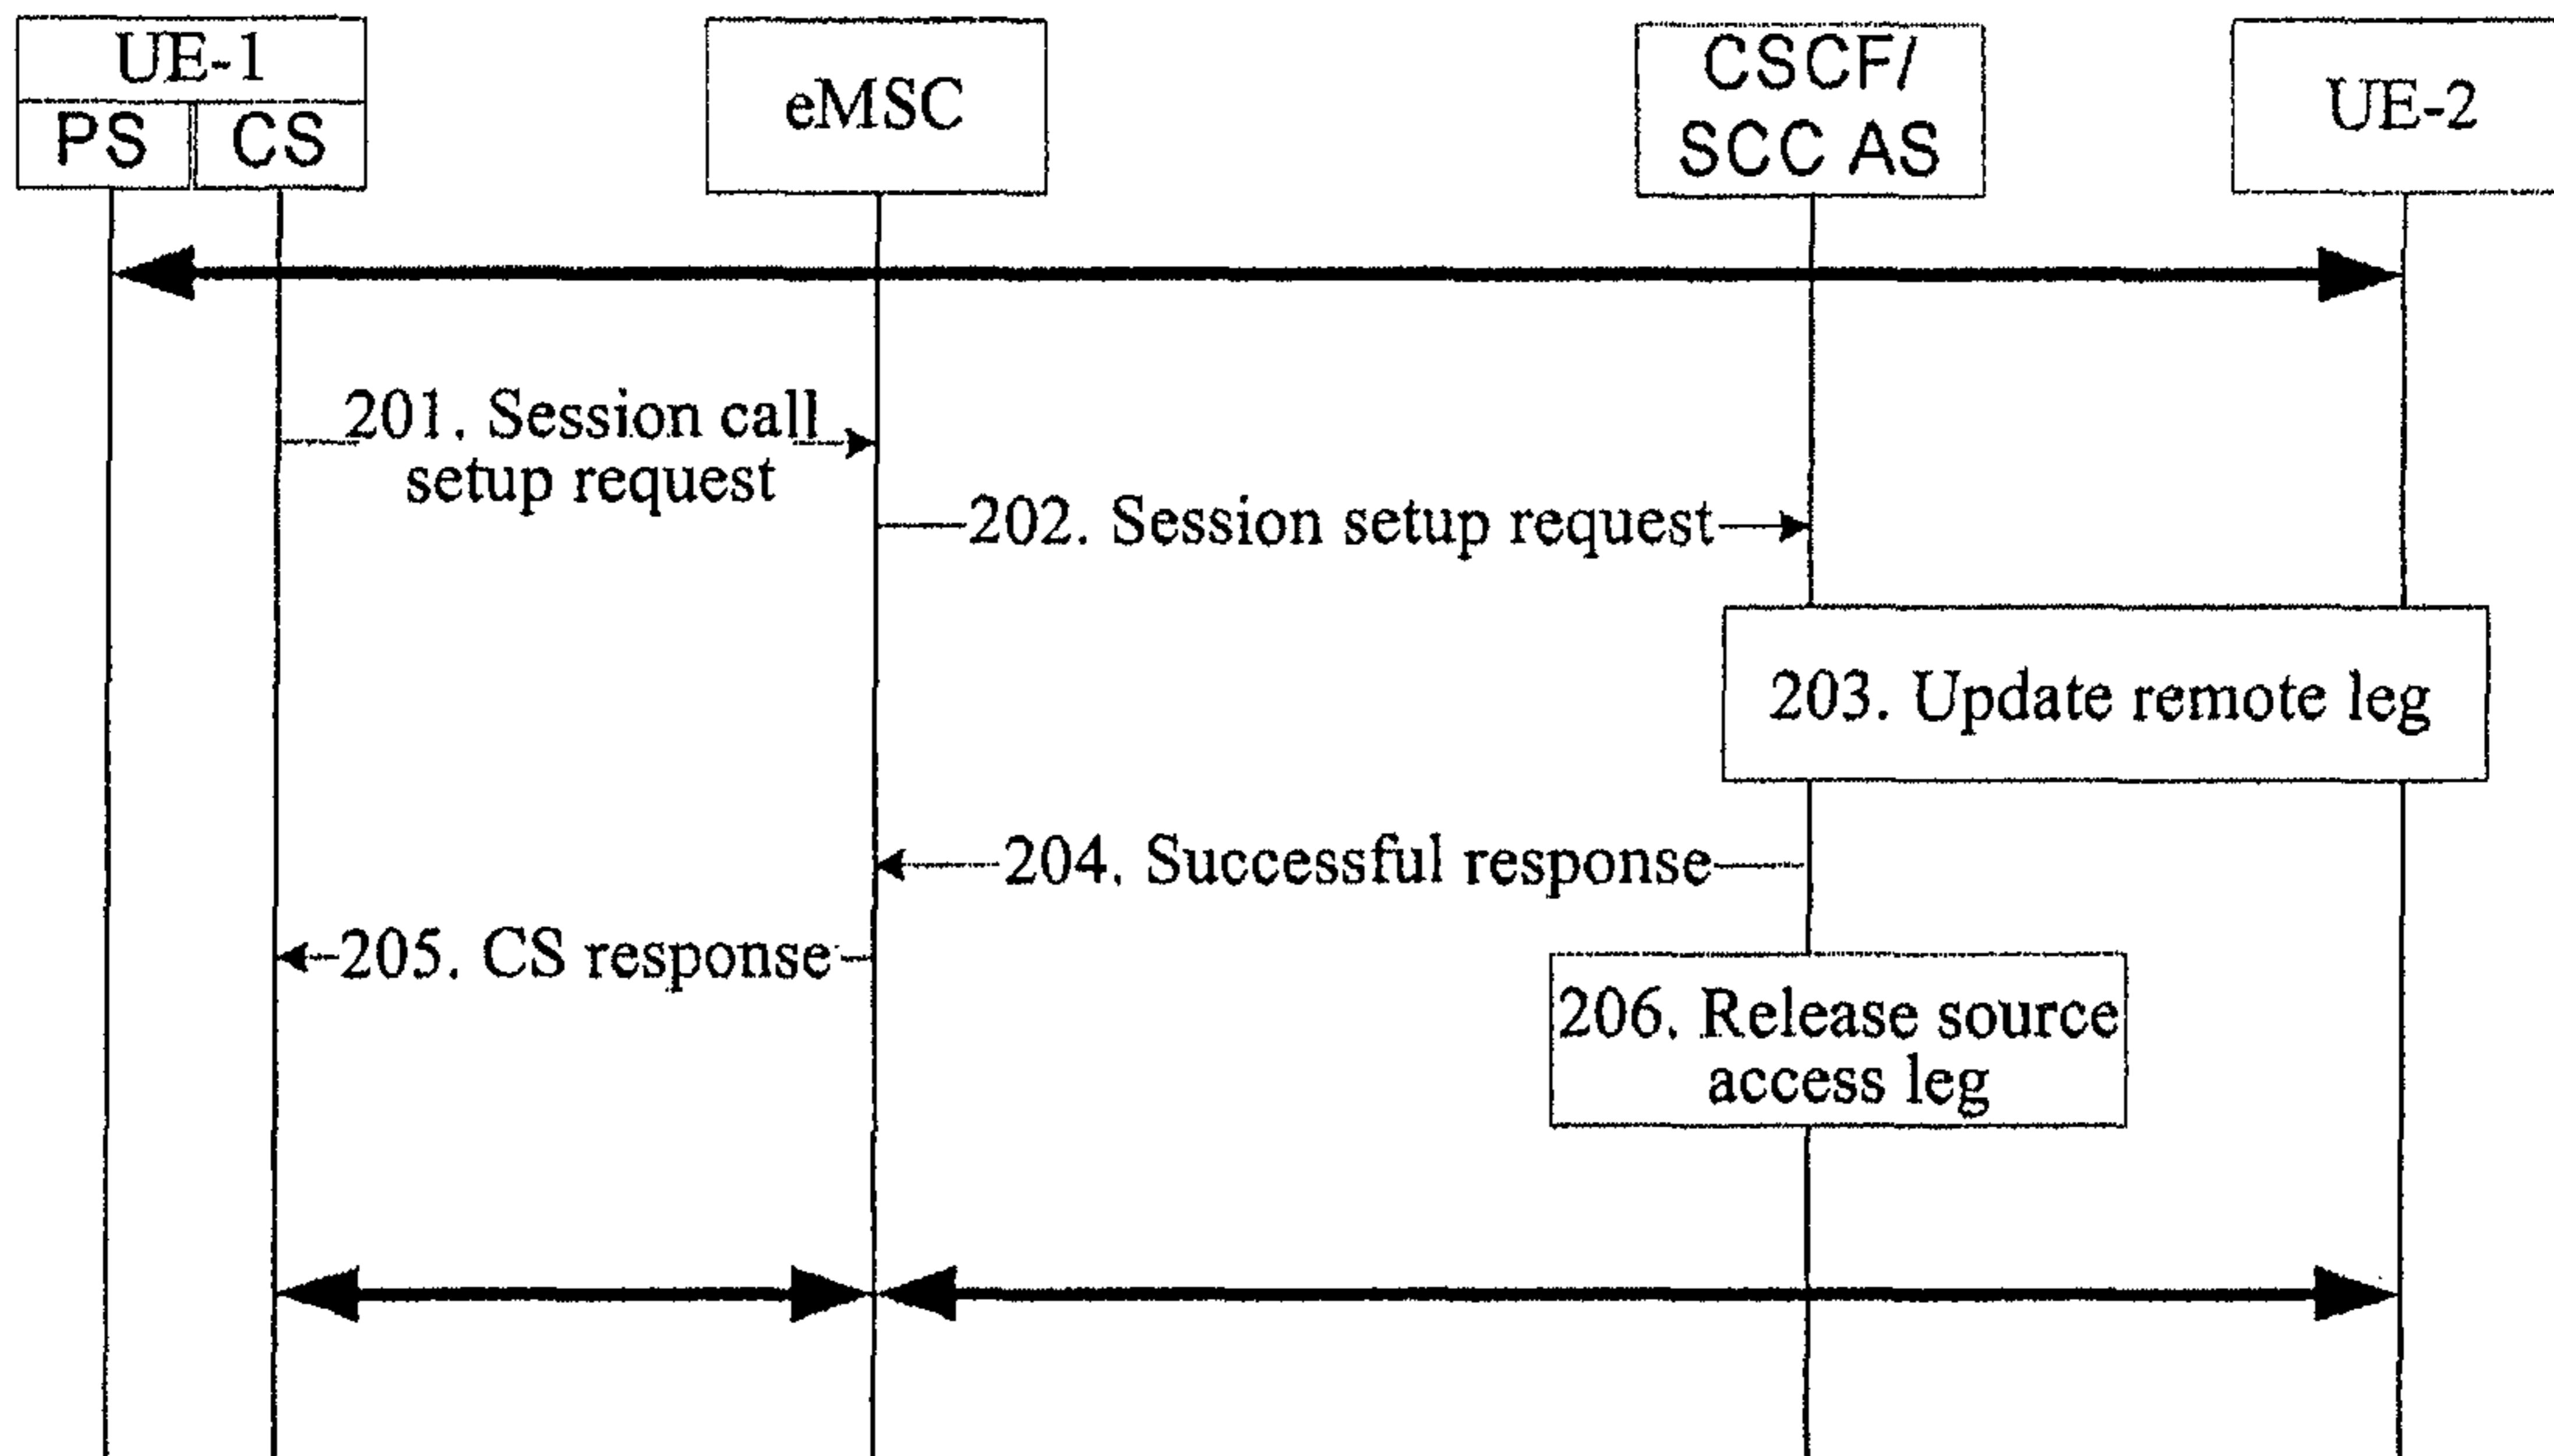 UE-1
PS CS
eMSC
CSCF/
SCC AS
UE-2
201. Session call
setup request
202. Session setup request
203. Update remote leg
204. Successful response
205. CS response
206. Release source
access leg